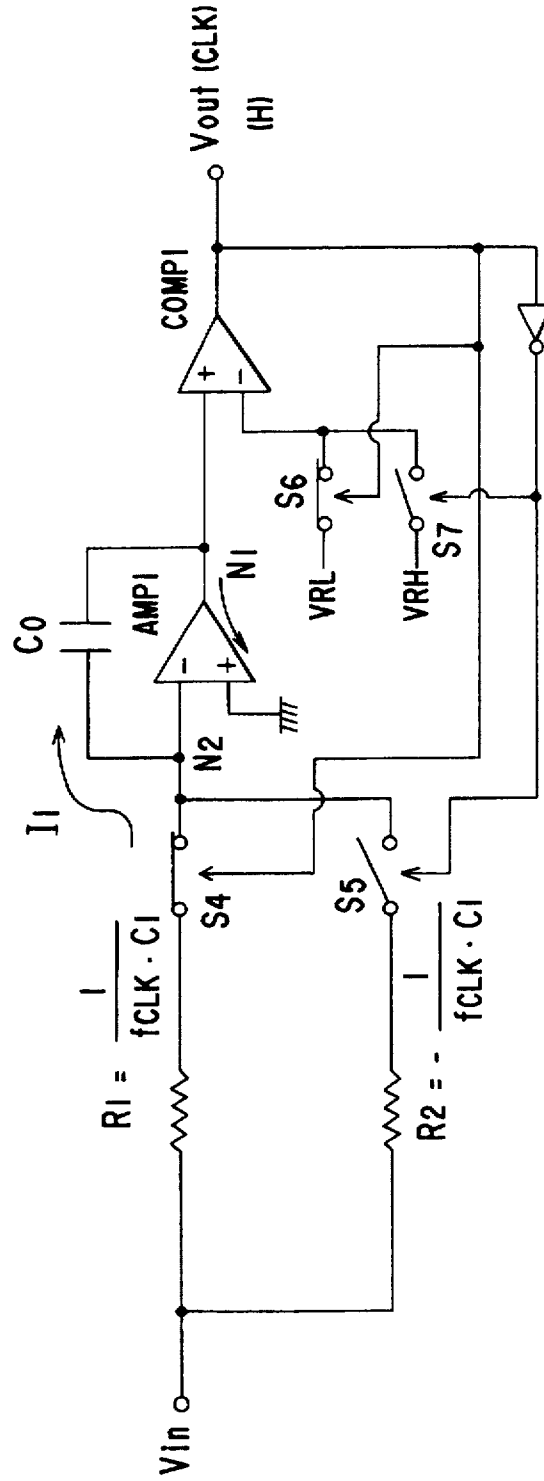 Vin
R1 = 1 / fCLK · C1
R2 = - 1 / fCLK · C1
S4
S5
I1
N2
C0
AMP1
-
+
N1
VRL
VRH
S6
S7
COMP1
+
-
Vout (CLK)
(H)